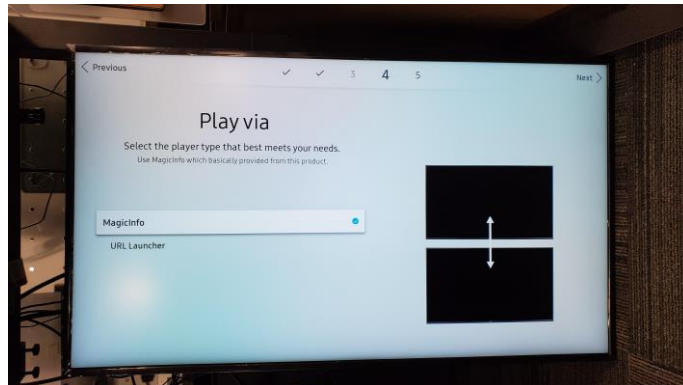 < Previous
✓ ✓ 3 4 5
Next >
Play via
Select the player type that best meets your needs.
Use MagicInfo which basically provided from this product.
MagicInfo
URL Launcher